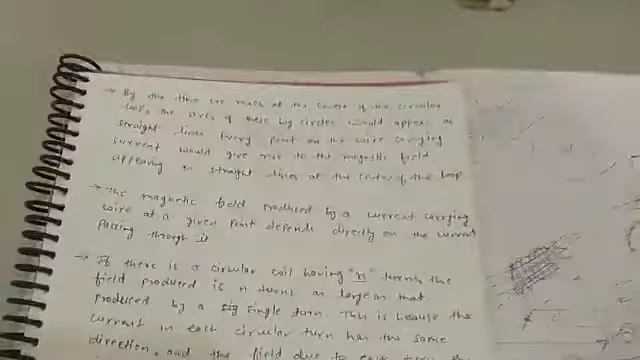 → By the time we reach at the centre of the circular
loop, the arcs of these big circles would appear as
straight lines Every point on the wire carrying
current would give rise to the magnetic field
appearing as straight lines at the center of the loop
→ The magnetic field produced by a current carrying
wire at a given point depends directly on the current
passing through it
→ If there is a circular coil having "n" turns, the
field produced is n turns as large as that
produced by a single turn. This is because the
current in each circular turn has the same
direction, and the field due to each turn